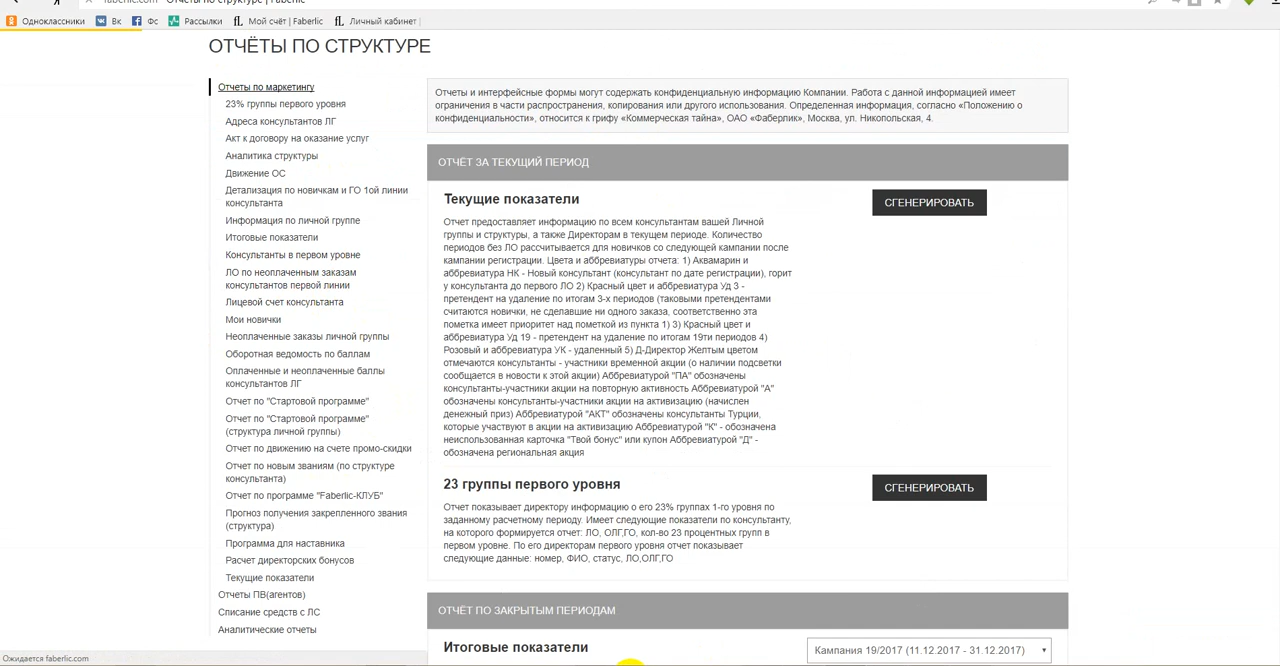 faberlic.com Отчеты по структуре | Faberlic
Одноклассники Вк Фс Рассылки Мой счёт | Faberlic Личный кабинет |
ОТЧЁТЫ ПО СТРУКТУРЕ
Отчеты по маркетингу
23% группы первого уровня
Адреса консультантов ЛГ
Акт к договору на оказание услуг
Аналитика структуры
Движение ОС
Детализация по новичкам и ГО 1ой линии
консультанта
Информация по личной группе
Итоговые показатели
Консультанты в первом уровне
ЛО по неоплаченным заказам
консультантов первой линии
Лицевой счет консультанта
Мои новички
Неоплаченные заказы личной группы
Оборотная ведомость по баллам
Оплаченные и неоплаченные баллы
консультантов ЛГ
Отчет по "Стартовой программе"
Отчет по "Стартовой программе"
(структура личной группы)
Отчет по движению на счете промо-скидки
Отчет по новым званиям (по структуре
консультанта)
Отчет по программе "Faberlic-КЛУБ"
Прогноз получения закрепленного звания
(структура)
Программа для наставника
Расчет директорских бонусов
Текущие показатели
Отчеты ПВ(агентов)
Списание средств с ЛС
Аналитические отчеты
Отчеты и интерфейсные формы могут содержать конфиденциальную информацию Компании. Работа с данной информацией имеет
ограничения в части распространения, копирования или другого использования. Определенная информация, согласно «Положению о
конфиденциальности», относится к грифу «Коммерческая тайна», ОАО «Фаберлик», Москва, ул. Никопольская, 4.
ОТЧЁТ ЗА ТЕКУЩИЙ ПЕРИОД
Текущие показатели
СГЕНЕРИРОВАТЬ
Отчет предоставляет информацию по всем консультантам вашей Личной
группы и структуры, а также Директорам в текущем периоде. Количество
периодов без ЛО рассчитывается для новичков со следующей кампании после
кампании регистрации. Цвета и аббревиатуры отчета: 1) Аквамарин и
аббревиатура НК - Новый консультант (консультант по дате регистрации), горит
у консультанта до первого ЛО 2) Красный цвет и аббревиатура Уд 3 -
претендент на удаление по итогам 3-х периодов (таковыми претендентами
считаются новички, не сделавшие ни одного заказа, соответственно эта
пометка имеет приоритет над пометкой из пункта 1) 3) Красный цвет и
аббревиатура Уд 19 - претендент на удаление по итогам 19ти периодов 4)
Розовый и аббревиатура УК - удаленный 5) Д-Директор Желтым цветом
отмечаются консультанты - участники временной акции (о наличии подсветки
сообщается в новости к этой акции) Аббревиатурой "ПА" обозначены
консультанты-участники акции на повторную активность Аббревиатурой "А"
обозначены консультанты-участники акции на активизацию (начислен
денежный приз) Аббревиатурой "АКТ" обозначены консультанты Турции,
которые участвуют в акции на активизацию Аббревиатурой "К" - обозначена
неиспользованная карточка "Твой бонус" или купон Аббревиатурой "Д" -
обозначена региональная акция
23 группы первого уровня
СГЕНЕРИРОВАТЬ
Отчет показывает директору информацию о его 23% группах 1-го уровня по
заданному расчетному периоду. Имеет следующие показатели по консультанту,
на которого формируется отчет: ЛО, ОЛГ,ГО, кол-во 23 процентных групп в
первом уровне. По его директорам первого уровня отчет показывает
следующие данные: номер, ФИО, статус, ЛО,ОЛГ,ГО
ОТЧЁТ ПО ЗАКРЫТЫМ ПЕРИОДАМ
Итоговые показатели
Кампания 19/2017 (11.12.2017 - 31.12.2017)
Ожидается faberlic.com